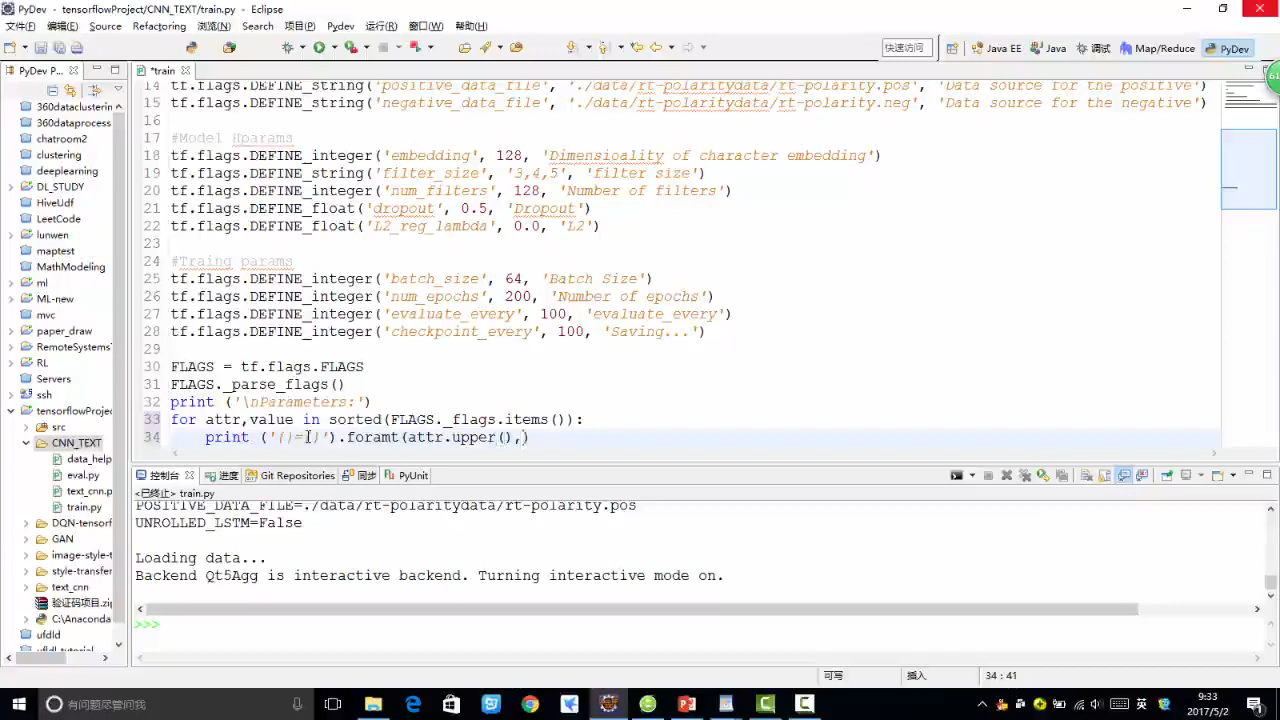 PyDev - tensorflowProject/CNN_TEXT/train.py - Eclipse
文件(F) 编辑(E) Source Refactoring 浏览(N) Search 项目(P) Pydev 运行(R) 窗口(W) 帮助(H)
快速访问 Java EE Java 调试 Map/Reduce PyDev
PyDev P...
*train
61
360dataclusterin
360dataprocess
chatroom2
clustering
deeplearning
DL_STUDY
HiveUdf
LeetCode
lunwen
maptest
MathModeling
ml
ML-new
mvc
paper_draw
RemoteSystems
RL
Servers
ssh
tensorflowProje
src
CNN_TEXT
data_help
eval.py
text_cnn.p
train.py
DQN-tensorf
GAN
image-style-t
style-transfer
text_cnn
验证码项目.zip
C:\Anaconda
ufdld
ufldl_tutorial
14 tf.flags.DEFINE_string('positive_data_file', './data/rt-polaritydata/rt-polarity.pos', 'Data source for the positive')
15 tf.flags.DEFINE_string('negative_data_file', './data/rt-polaritydata/rt-polarity.neg', 'Data source for the negative')
16
17 #Model Hparams
18 tf.flags.DEFINE_integer('embedding', 128, 'Dimensioality of character embedding')
19 tf.flags.DEFINE_string('filter_size', '3,4,5', 'filter size')
20 tf.flags.DEFINE_integer('num_filters', 128, 'Number of filters')
21 tf.flags.DEFINE_float('dropout', 0.5, 'Dropout')
22 tf.flags.DEFINE_float('L2_reg_lambda', 0.0, 'L2')
23
24 #Traing params
25 tf.flags.DEFINE_integer('batch_size', 64, 'Batch Size')
26 tf.flags.DEFINE_integer('num_epochs', 200, 'Number of epochs')
27 tf.flags.DEFINE_integer('evaluate_every', 100, 'evaluate_every')
28 tf.flags.DEFINE_integer('checkpoint_every', 100, 'Saving...')
29
30 FLAGS = tf.flags.FLAGS
31 FLAGS._parse_flags()
32 print ('\nParameters:')
33 for attr,value in sorted(FLAGS._flags.items()):
34 print ('{}={}').foramt(attr.upper(),)
控制台 进度 Git Repositories 同步 PyUnit
<已终止> train.py
POSITIVE_DATA_FILE=./data/rt-polaritydata/rt-polarity.pos
UNROLLED_LSTM=False
Loading data...
Backend Qt5Agg is interactive backend. Turning interactive mode on.
>>>
可写 插入 34 : 41
有问题尽管问我
英
9:33
2017/5/2